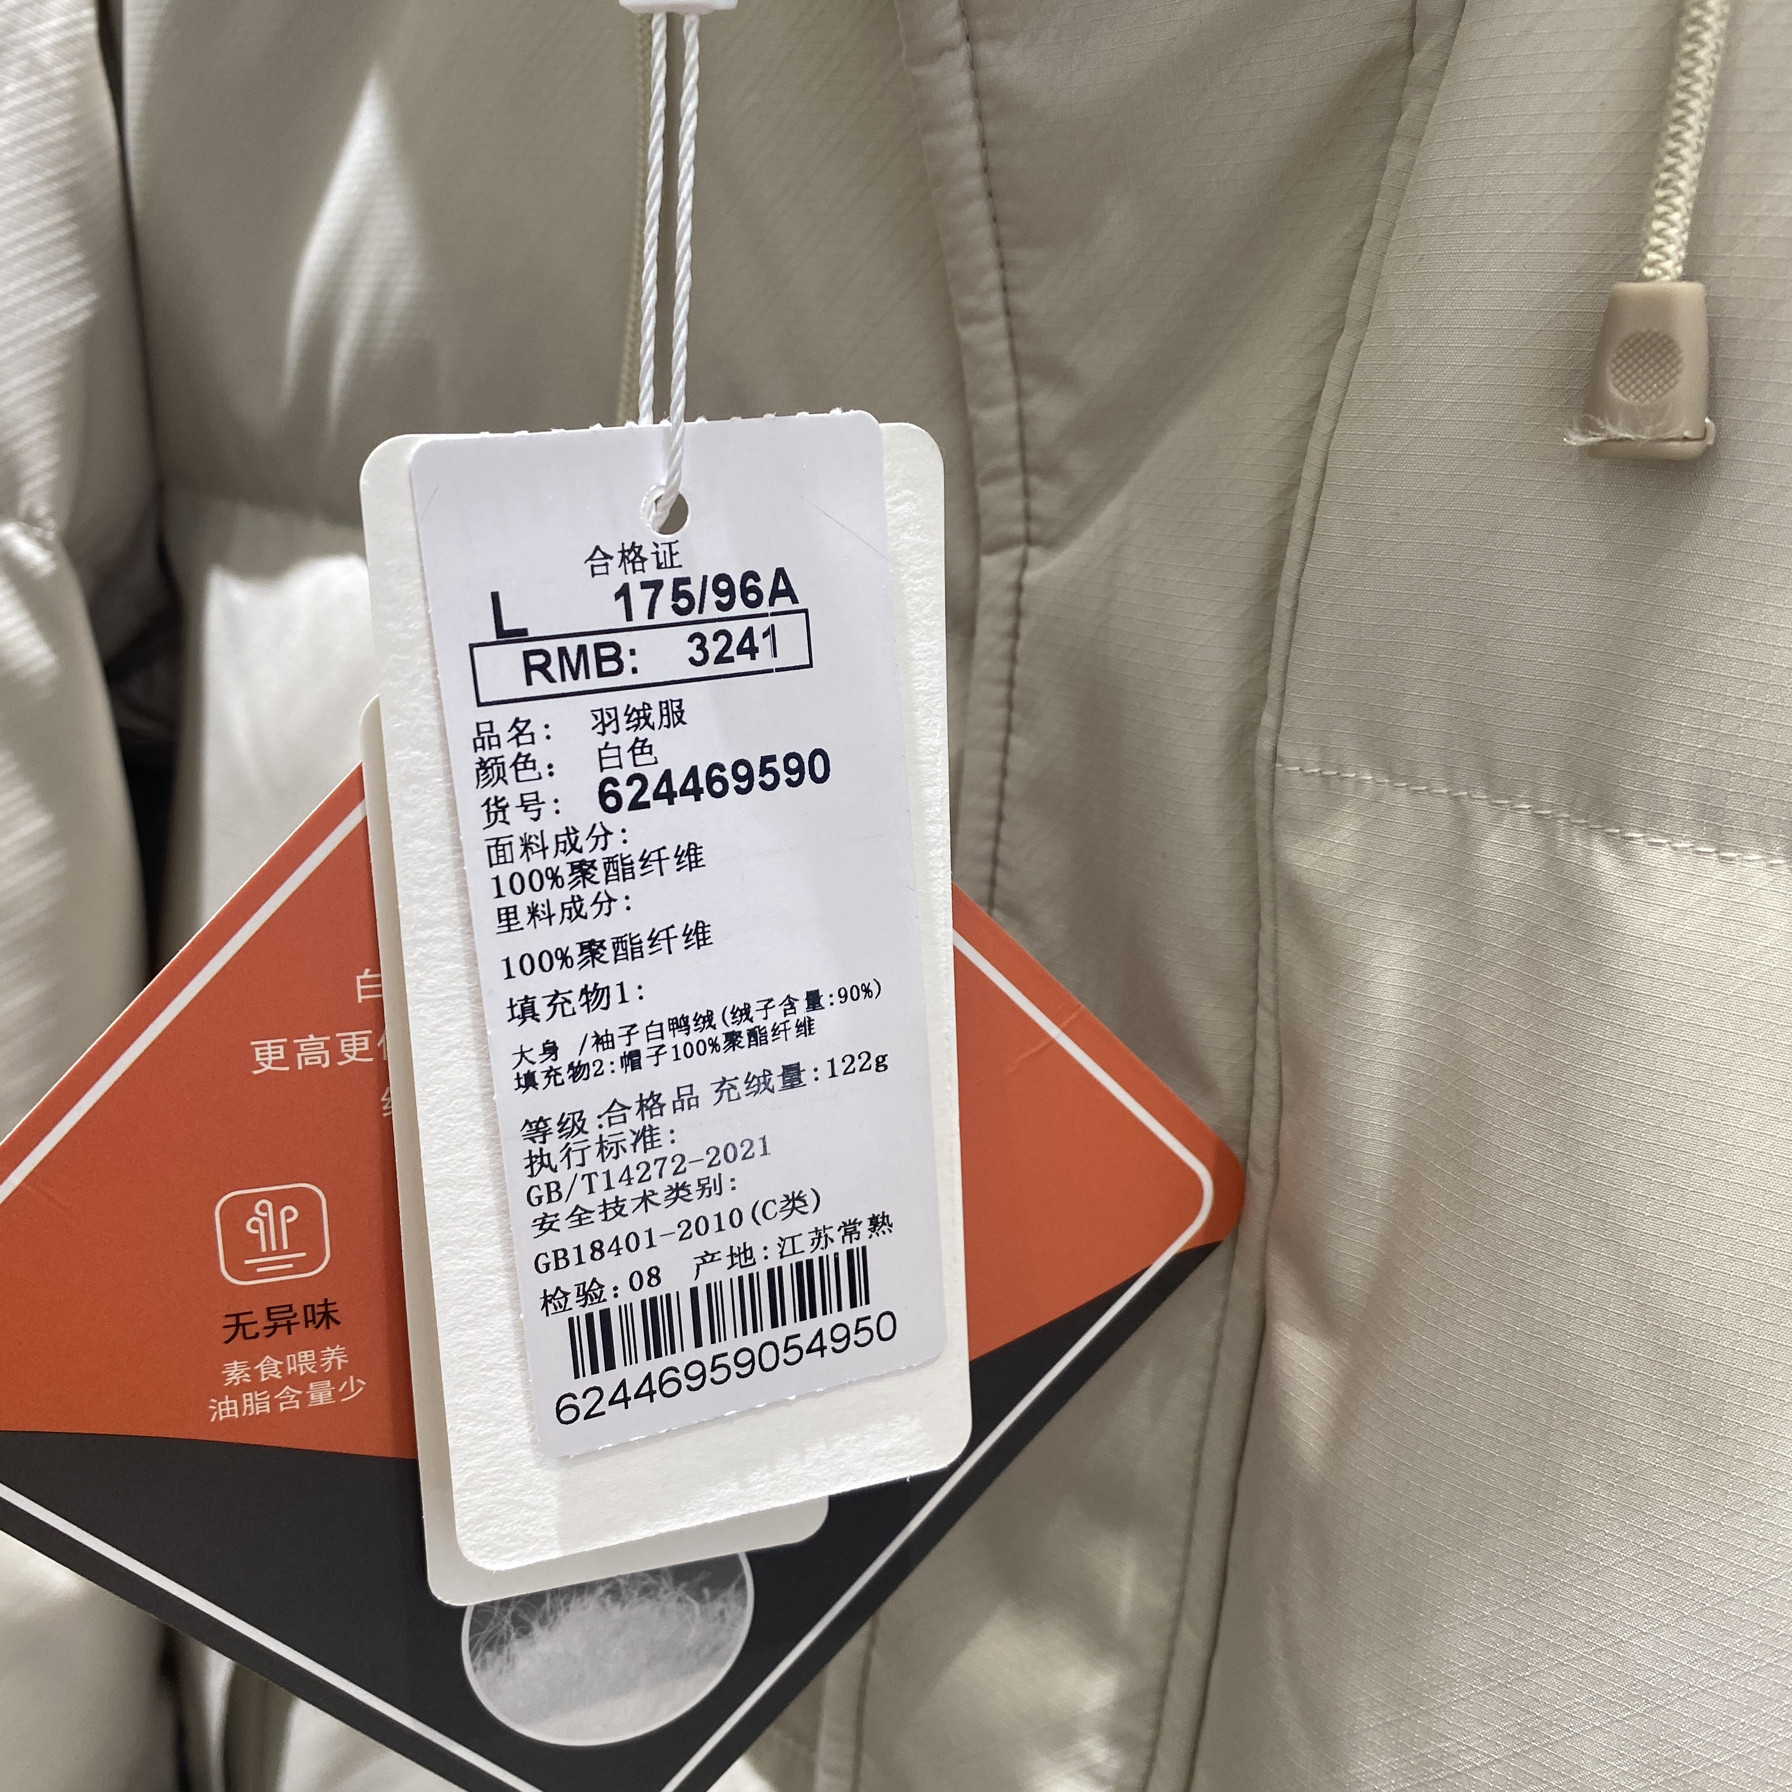 合格证
L 175/96A
RMB: 3241
品名: 羽绒服
颜色: 白色
货号: 624469590
面料成分:
100%聚酯纤维
里料成分:
100%聚酯纤维
填充物1:
大身 /袖子白鸭绒(绒子含量:90%)
填充物2:帽子100%聚酯纤维
等级:合格品 充绒量:122g
执行标准:
GB/T14272-2021
安全技术类别:
GB18401-2010(C类)
检验:08 产地:江苏常熟
62446959054950
白
更高更
无异味
素食喂养
油脂含量少